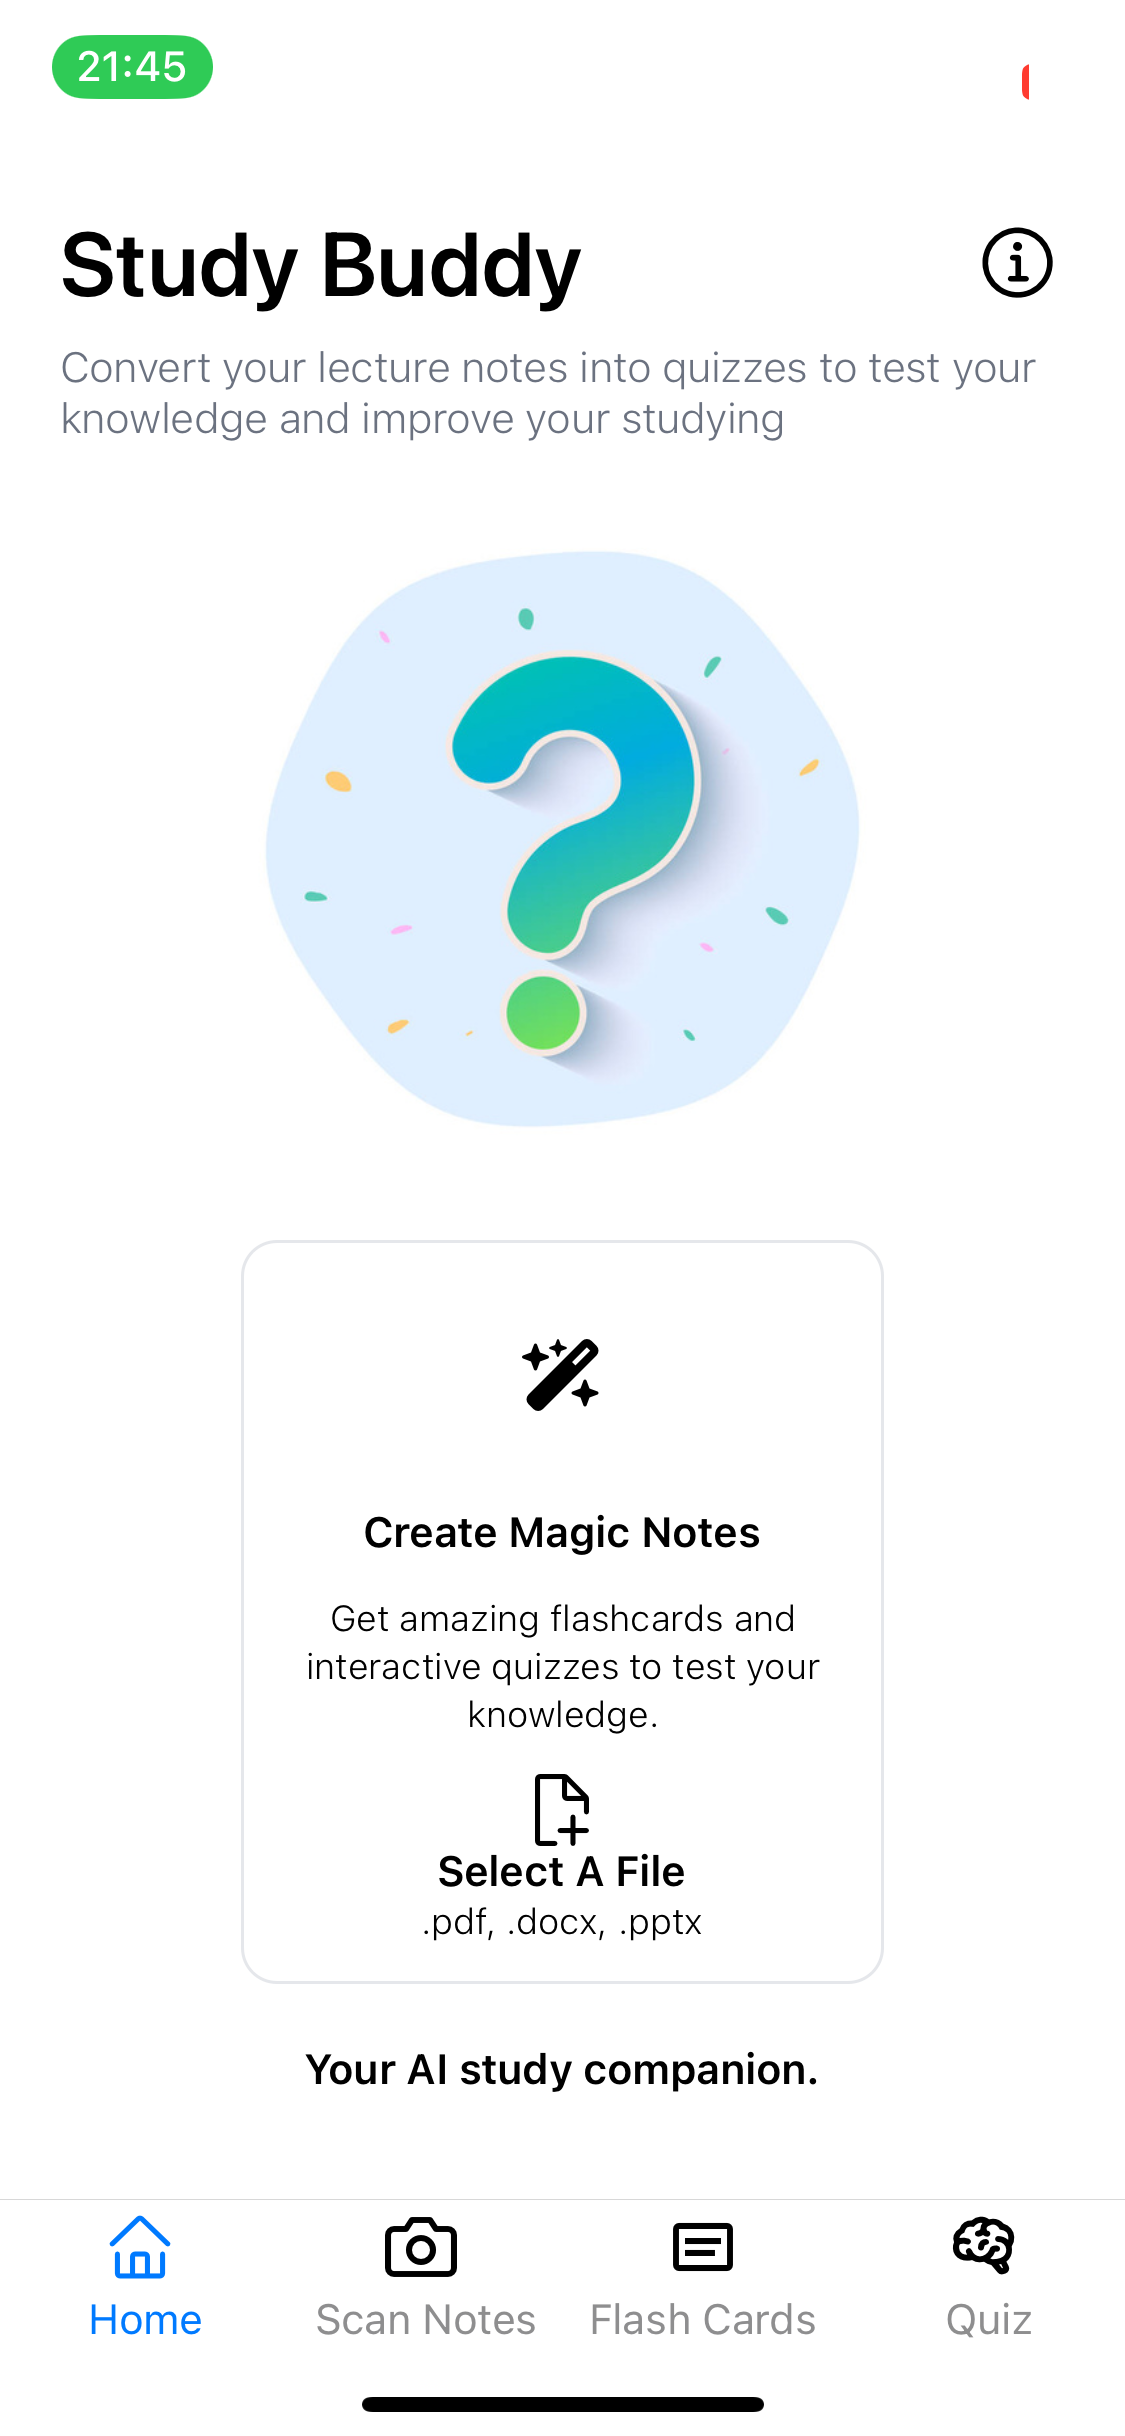 21:45
Study Buddy
Convert your lecture notes into quizzes to test your
knowledge and improve your studying
?
Create Magic Notes
Get amazing flashcards and
interactive quizzes to test your
knowledge.
Select A File
.pdf, .docx, .pptx
Your AI study companion.
Home
Scan Notes
Flash Cards
Quiz